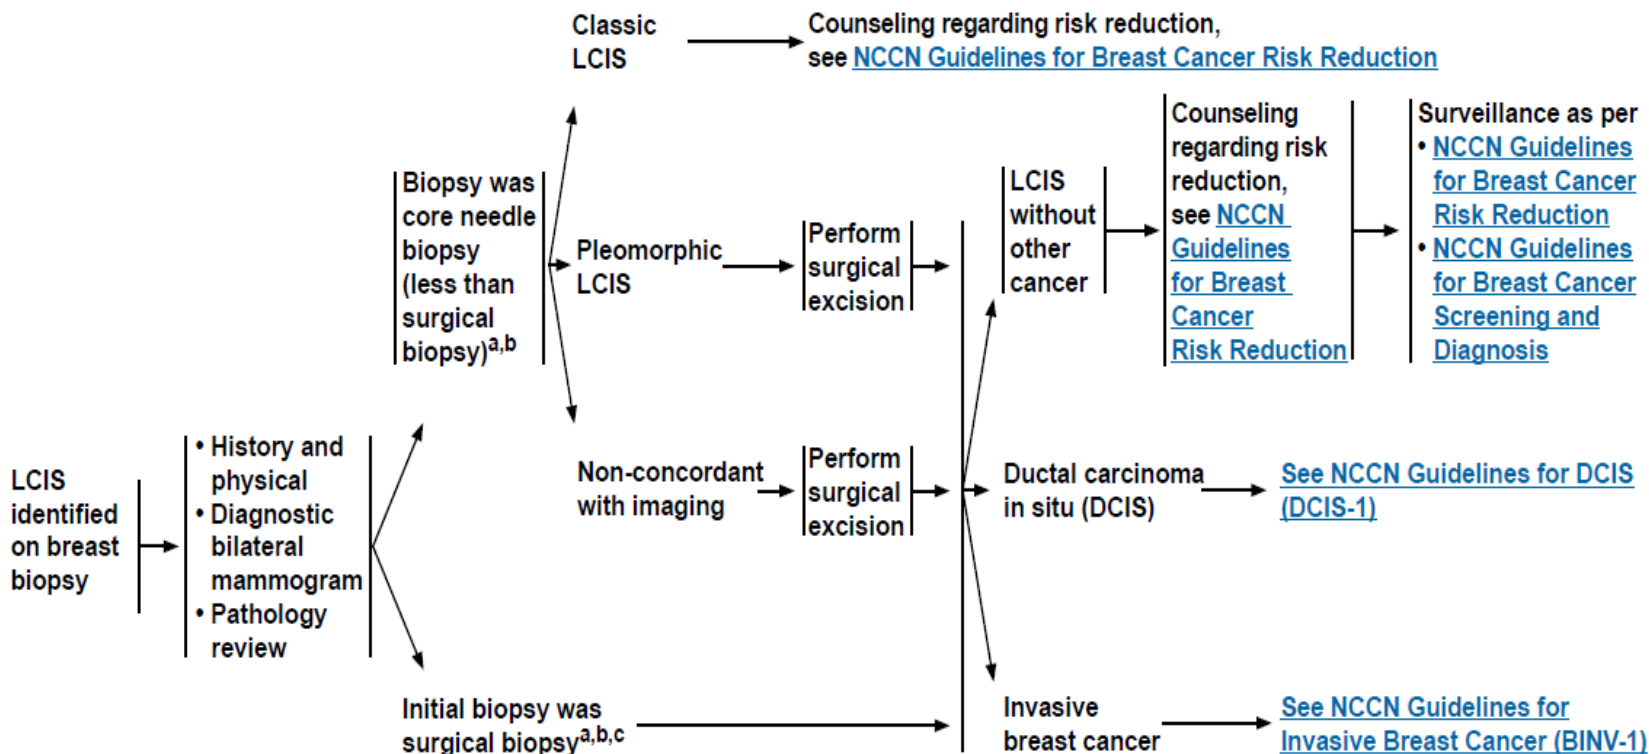 LCIS
identified
on breast
biopsy
• History and
physical
• Diagnostic
bilateral
mammogram
• Pathology
review
Biopsy was
core needle
biopsy
(less than
surgical
biopsy)a,b
Initial biopsy was
surgical biopsya,b,c
Classic
LCIS
Counseling regarding risk reduction,
see NCCN Guidelines for Breast Cancer Risk Reduction
Pleomorphic
LCIS
Perform
surgical
excision
Non-concordant
with imaging
Perform
surgical
excision
LCIS
without
other
cancer
Counseling
regarding risk
reduction,
see NCCN
Guidelines
for Breast
Cancer
Risk Reduction
Surveillance as per
• NCCN Guidelines
for Breast Cancer
Risk Reduction
• NCCN Guidelines
for Breast Cancer
Screening and
Diagnosis
Ductal carcinoma
in situ (DCIS)
See NCCN Guidelines for DCIS
(DCIS-1)
Invasive
breast cancer
See NCCN Guidelines for
Invasive Breast Cancer (BINV-1)